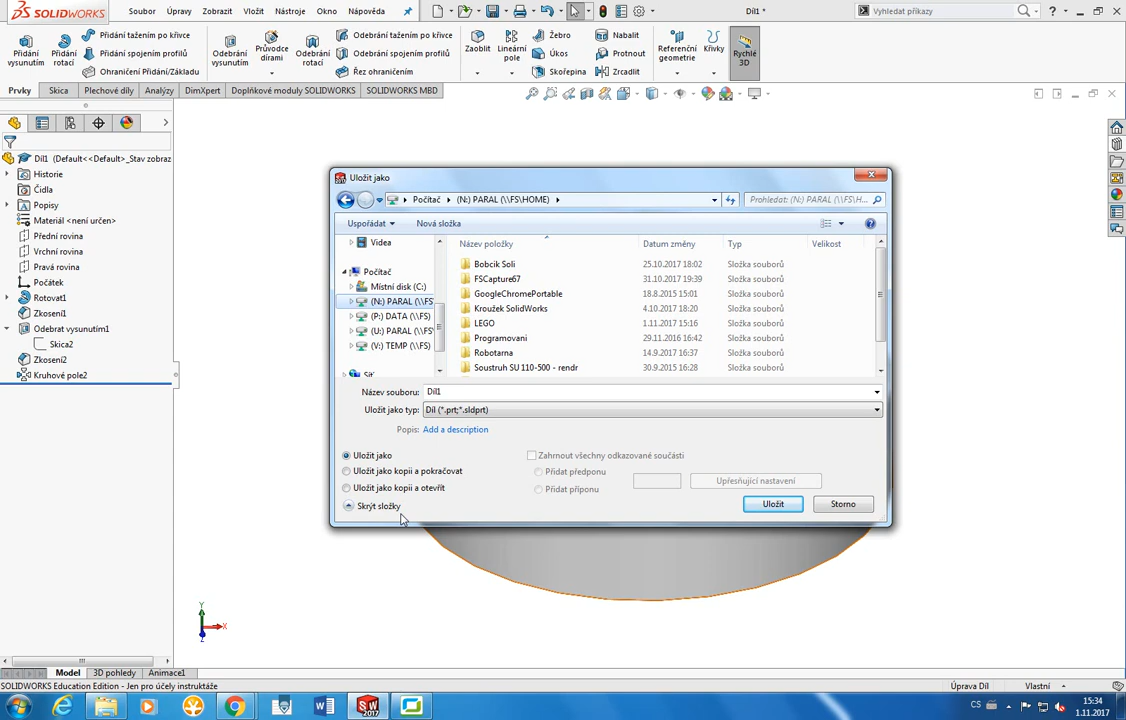 SOLIDWORKS Soubor Úpravy Zobrazit Vložit Nástroje Okno Nápověda Díl1 * Vyhledat příkazy
Přidání vysunutím
Přidání rotací
Přidání tažením po křivce
Přidání spojením profilů
Ohraničení Přidání/Základu
Odebrání vysunutím
Průvodce dírami
Odebrání rotací
Odebrání tažením po křivce
Odebrání spojením profilů
Řez ohraničením
Zaoblit
Lineární pole
Žebro
Úkos
Skořepina
Nabalit
Protnout
Zrcadlit
Referenční geometrie
Křivky
Rychlé 3D
Prvky Skica Plechové díly Analýzy DimXpert Doplňkové moduly SOLIDWORKS SOLIDWORKS MBD
Díl1 (Default<<Default>_Stav zobraz
Historie
Čidla
Popisy
Materiál <není určen>
Přední rovina
Vrchní rovina
Pravá rovina
Počátek
Rotovat1
Zkosení1
Odebrat vysunutím1
Skica2
Zkosení2
Kruhové pole2
Uložit jako
Počítač (N:) PARAL (\\FS\HOME) Prohledat: (N:) PARAL (\\FS\H...
Uspořádat Nová složka
Videa
Počítač
Místní disk (C:)
(N:) PARAL (\\FS
(P:) DATA (\\FS)
(U:) PARAL (\\FS
(V:) TEMP (\\FS)
Síť
Název položky Datum změny Typ Velikost
Bobcik Soli 25.10.2017 18:02 Složka souborů
FSCapture67 31.10.2017 19:39 Složka souborů
GoogleChromePortable 18.8.2015 15:01 Složka souborů
Kroužek SolidWorks 4.10.2017 18:20 Složka souborů
LEGO 1.11.2017 15:16 Složka souborů
Programovani 29.11.2016 16:42 Složka souborů
Robotarna 14.9.2017 16:37 Složka souborů
Soustruh SU 110-500 - rendr 30.9.2015 16:28 Složka souborů
Název souboru: Díl1
Uložit jako typ: Díl (*.prt;*.sldprt)
Popis: Add a description
Uložit jako
Uložit jako kopii a pokračovat
Uložit jako kopii a otevřít
Zahrnout všechny odkazované součásti
Přidat předponu
Přidat příponu
Upřesňující nastavení
Skrýt složky Uložit Storno
Y
X
Z
Model 3D pohledy Animace1
SOLIDWORKS Education Edition - Jen pro účely instruktáže Úprava Díl Vlastní
CS 15:34
1.11.2017
SW 2017